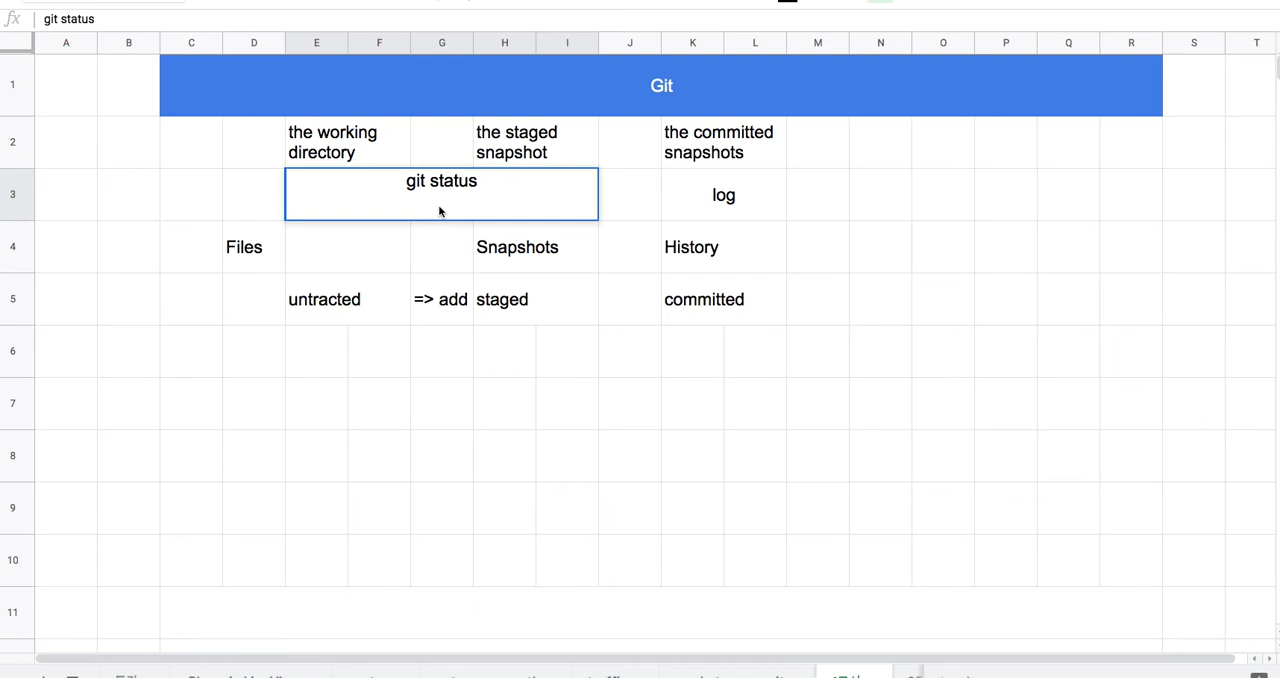 fx git status
A B C D E F G H I J K L M N O P Q R S T
1 Git
2 the working directory the staged snapshot the committed snapshots
3 git status log
4 Files Snapshots History
5 untracted => add staged committed
6
7
8
9
10
11